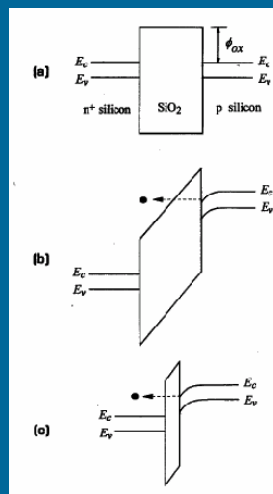 (a)
E_c
E_v
n⁺ silicon
SiO₂
ϕ_ox
E_c
E_v
p silicon
(b)
E_c
E_v
E_c
E_v
(c)
E_c
E_v
E_c
E_v